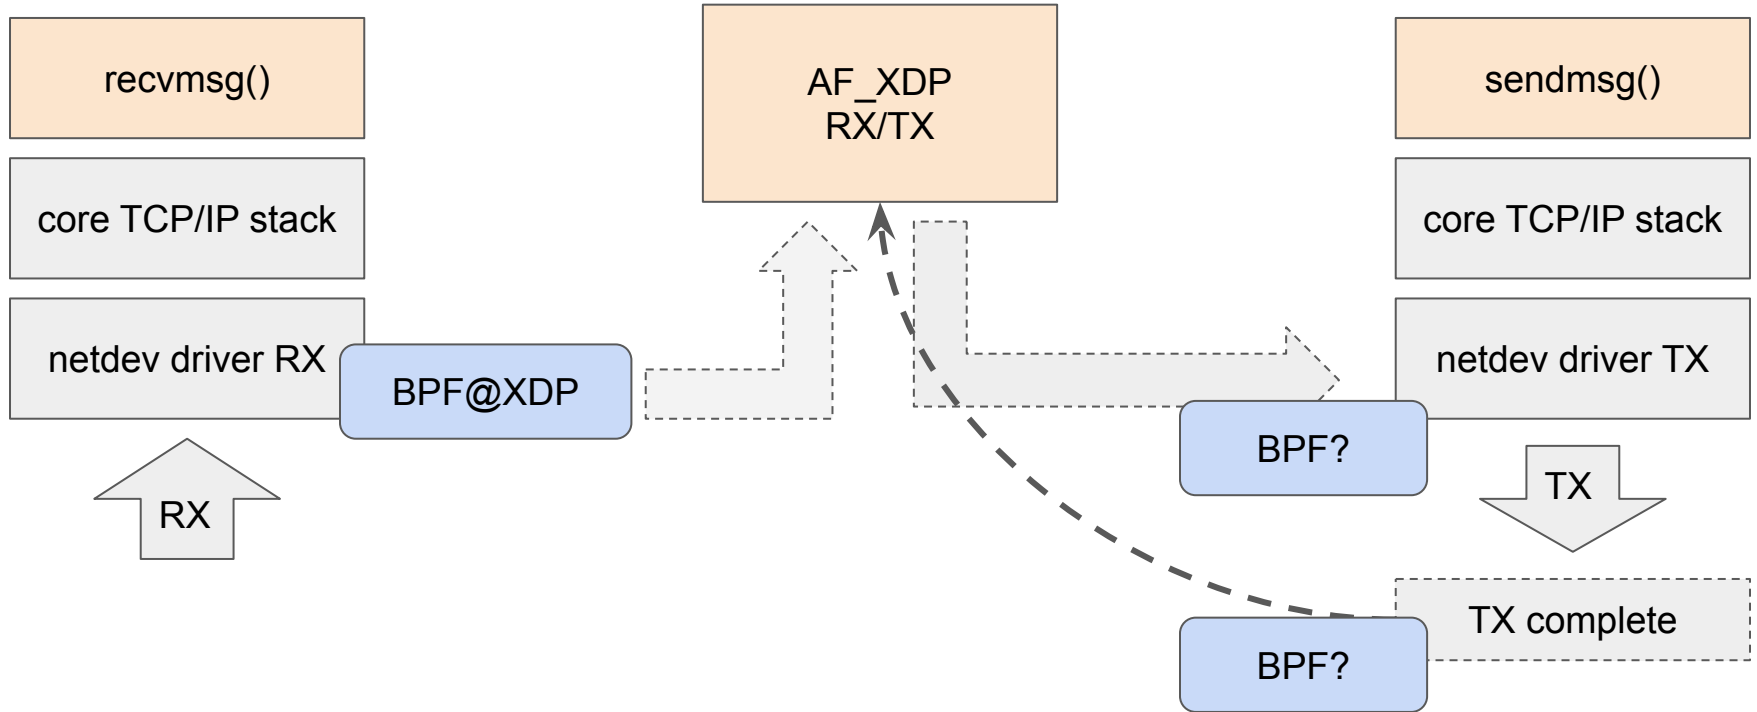 recvmsg()
core TCP/IP stack
netdev driver RX
BPF@XDP
RX
AF_XDP
RX/TX
sendmsg()
core TCP/IP stack
netdev driver TX
BPF?
TX
TX complete
BPF?